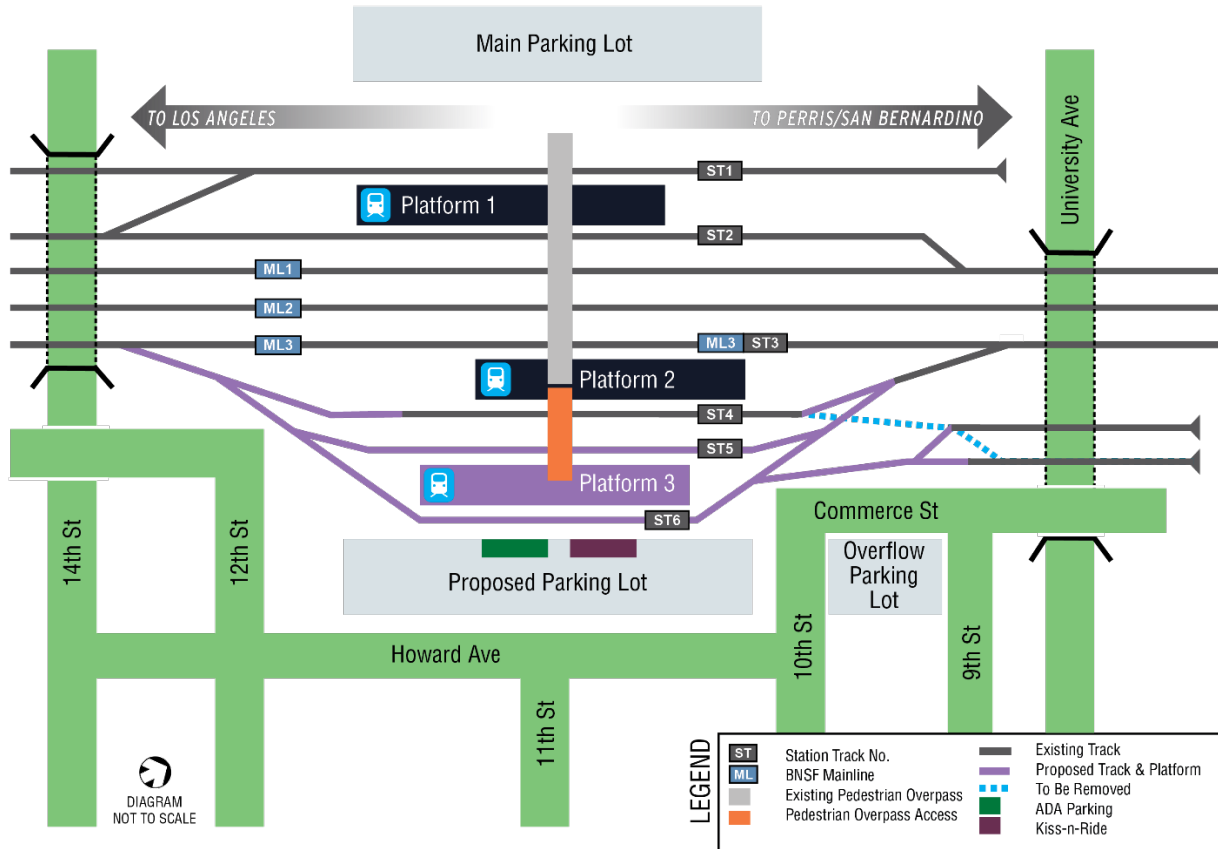 Main Parking Lot
TO LOS ANGELES
TO PERRIS/SAN BERNARDINO
University Ave
ST1
Platform 1
ST2
ML1
ML2
ML3
ML3 ST3
Platform 2
ST4
ST5
Platform 3
ST6
Commerce St
14th St
12th St
Proposed Parking Lot
Overflow
Parking
Lot
Howard Ave
10th St
9th St
11th St
DIAGRAM
NOT TO SCALE
LEGEND
ST Station Track No.
ML BNSF Mainline
Existing Pedestrian Overpass
Pedestrian Overpass Access
Existing Track
Proposed Track & Platform
To Be Removed
ADA Parking
Kiss-n-Ride